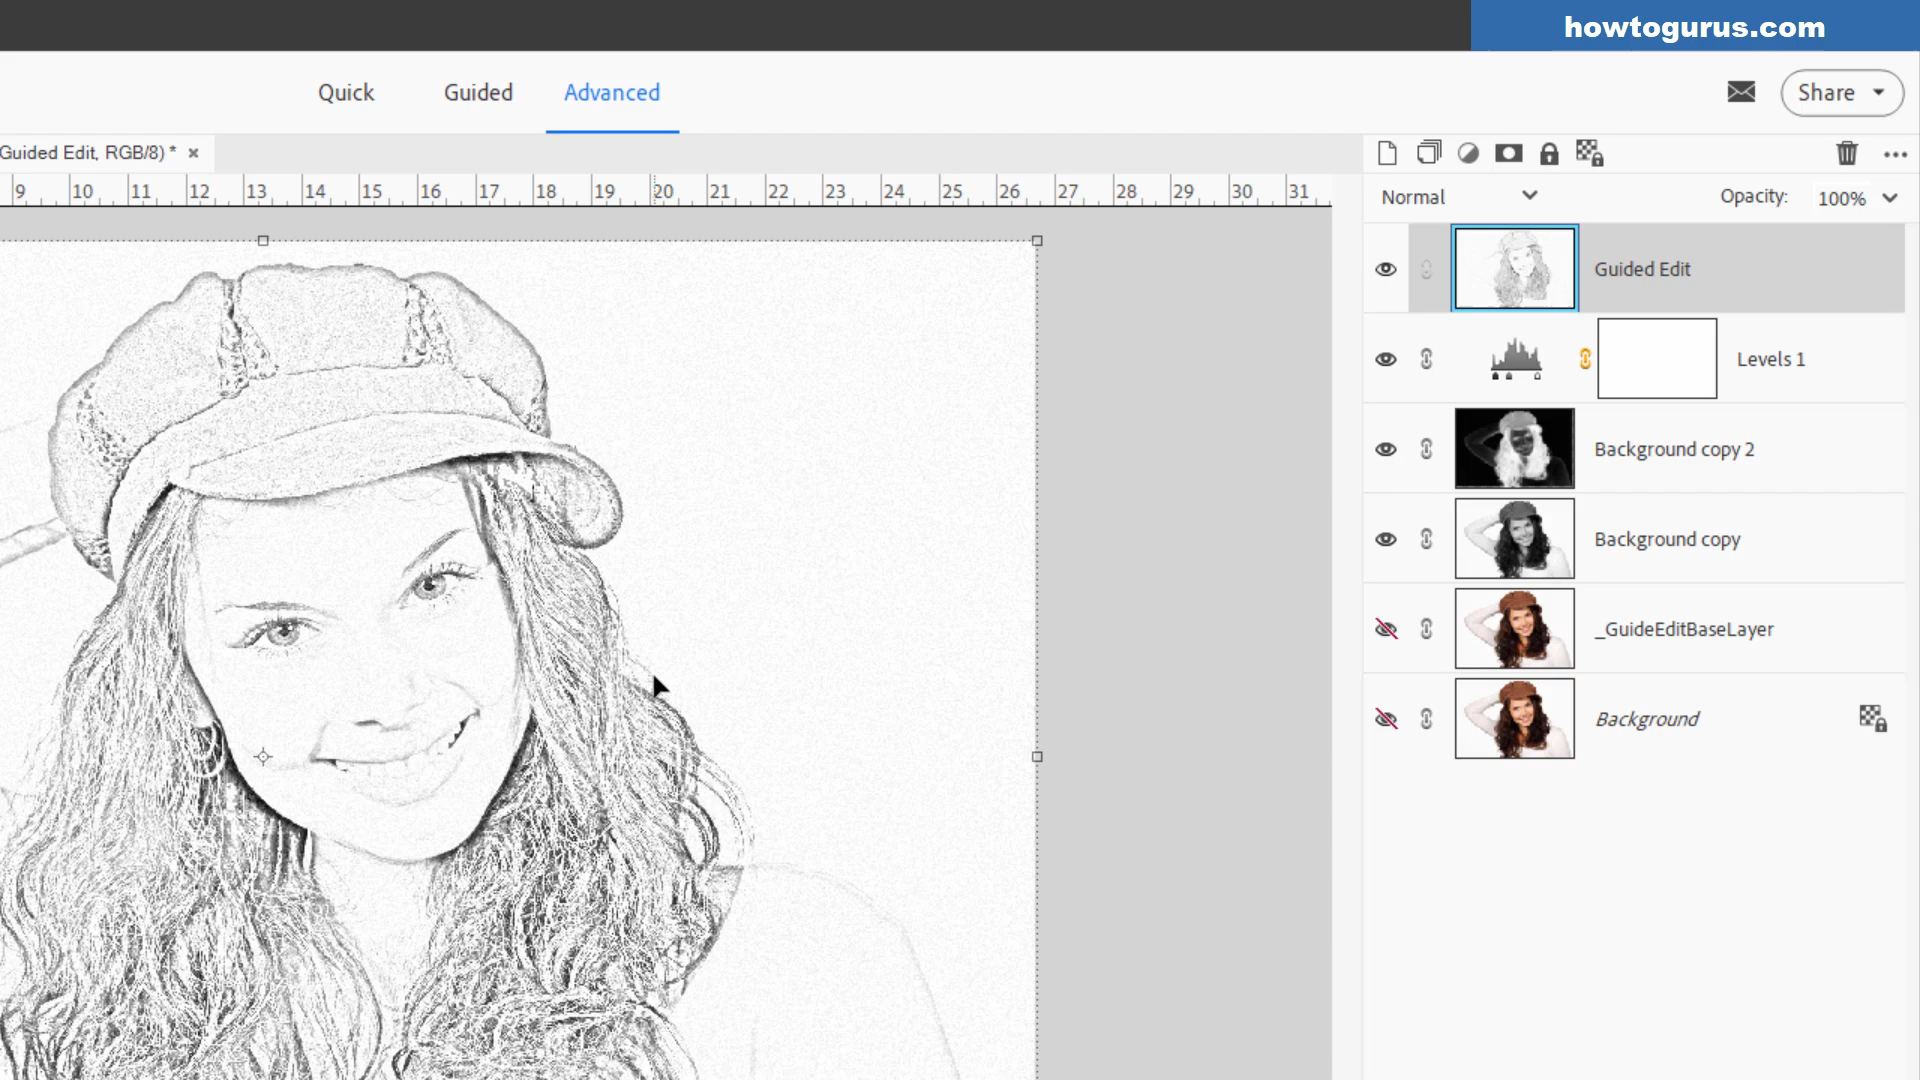 howtogurus.com
Quick Guided Advanced
Share
Guided Edit, RGB/8) * ×
9 10 11 12 13 14 15 16 17 18 19 20 21 22 23 24 25 26 27 28 29 30 31
Normal Opacity: 100%
Guided Edit
Levels 1
Background copy 2
Background copy
_GuideEditBaseLayer
Background